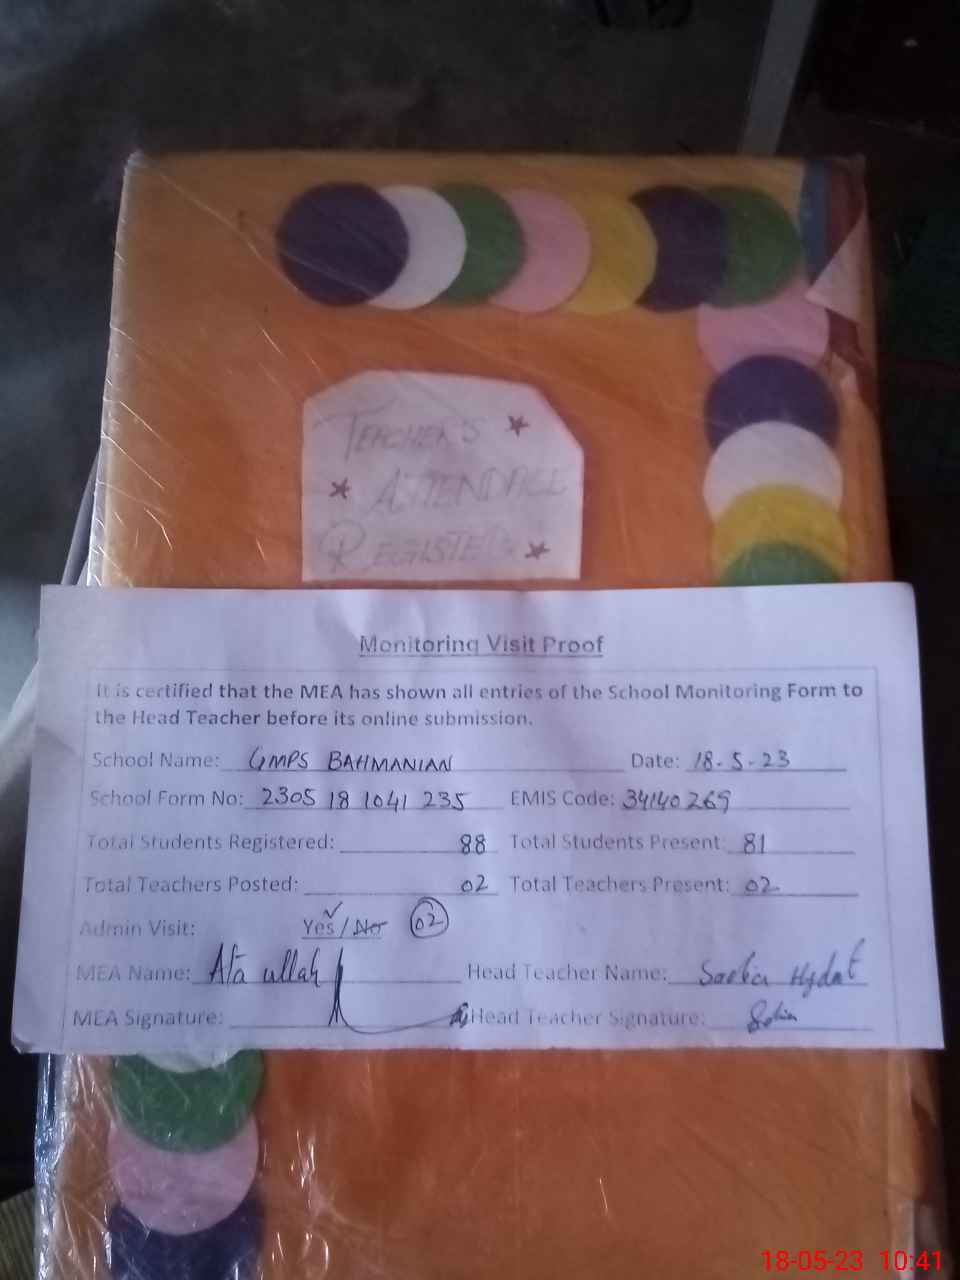 TEACHER'S
ATTENDACE
REGISTER
Monitoring Visit Proof
It is certified that the MEA has shown all entries of the School Monitoring Form to
the Head Teacher before its online submission.
School Name: GMPS BAHMANIAN Date: 18-5-23
School Form No: 2305 18 1041 235 EMIS Code: 34140269
Total Students Registered: 88 Total Students Present: 81
Total Teachers Posted: 02 Total Teachers Present: 02
Admin Visit: Yes / No 02
MEA Name: Ata ullah Head Teacher Name:
MEA Signature: Head Teacher Signature:
18-05-23 10:41